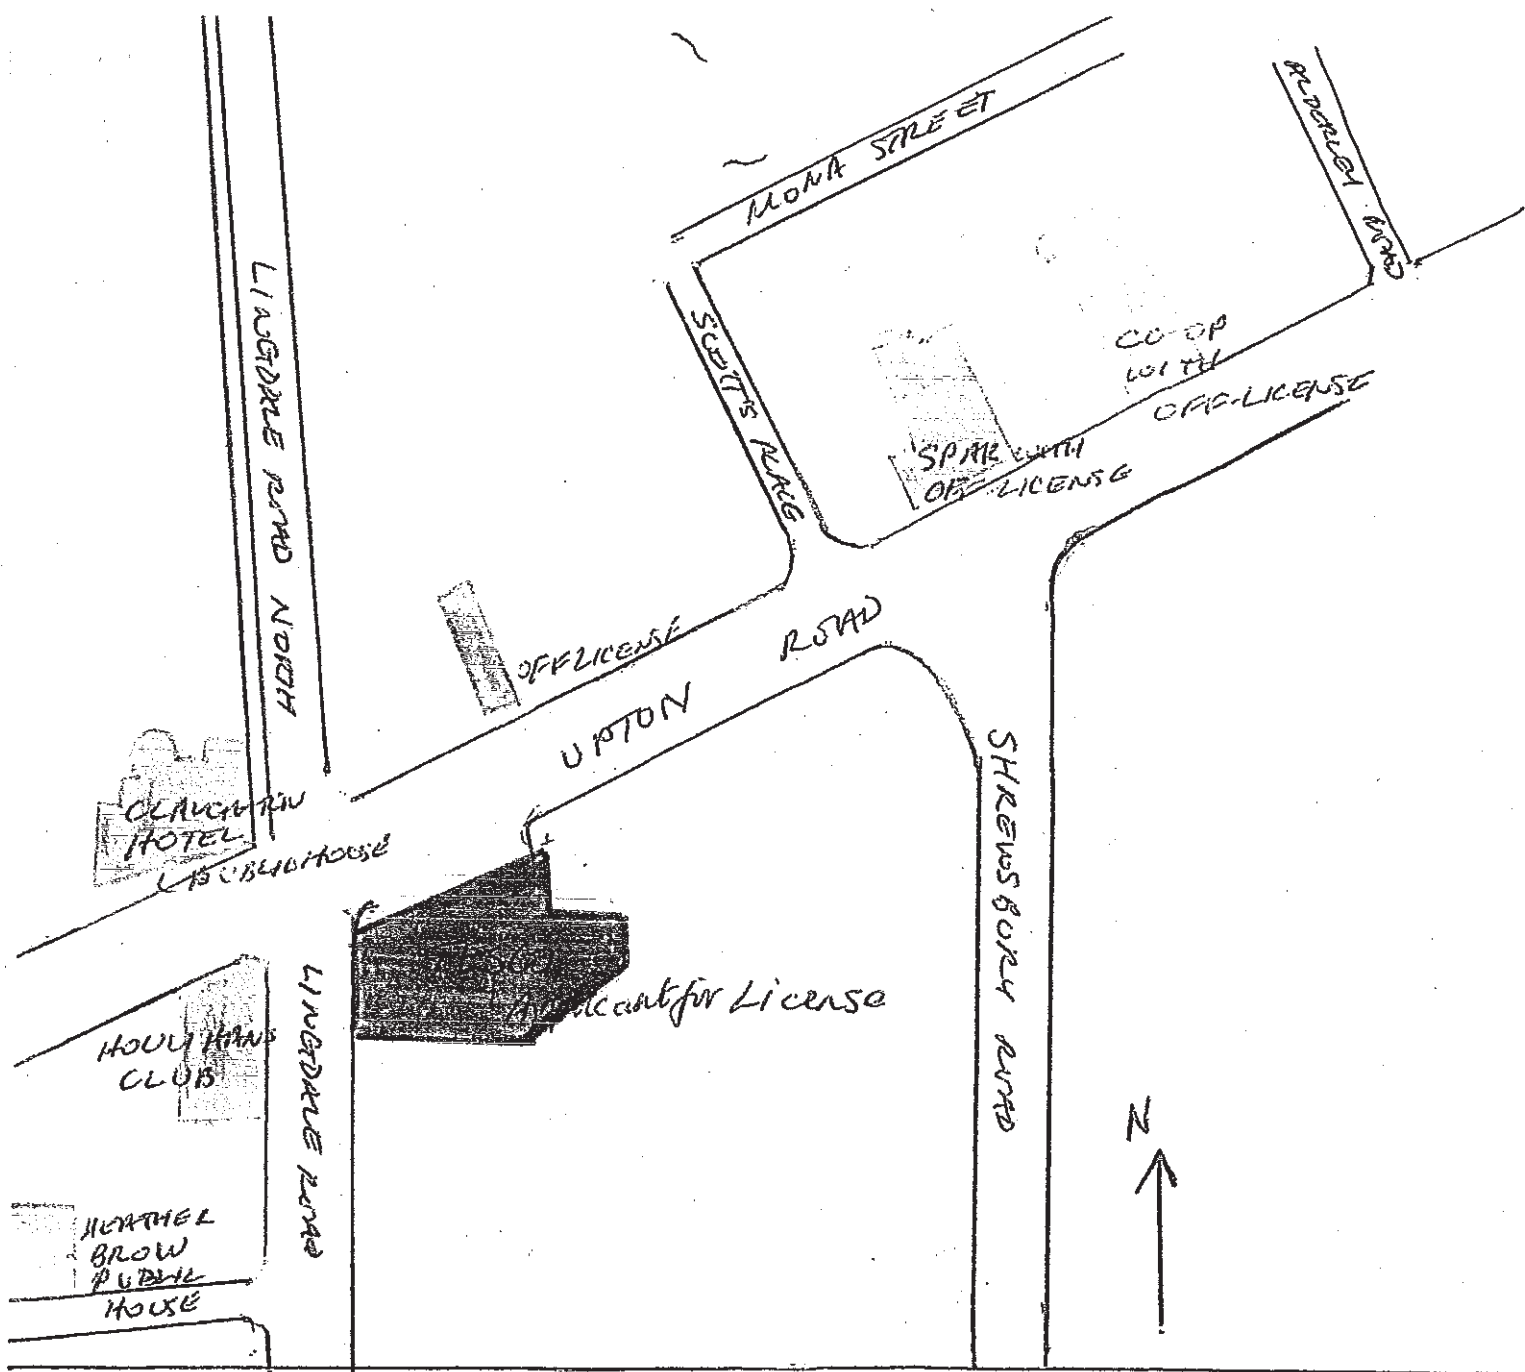 MONA STREET
ALDERLEY ROAD
LINGDALE ROAD NORTH
SCOTT'S PLACE
CO-OP
WITH
OFF-LICENSE
SPAR WITH
OFF-LICENSE
OFF LICENSE
UPTON ROAD
CLAUGHTON
HOTEL
PUBLIC HOUSE
SHREWSBURY ROAD
Applicant for License
LINGDALE ROAD
HOULIHANS
CLUB
N
HEATHER
BROW
PUBLIC
HOUSE